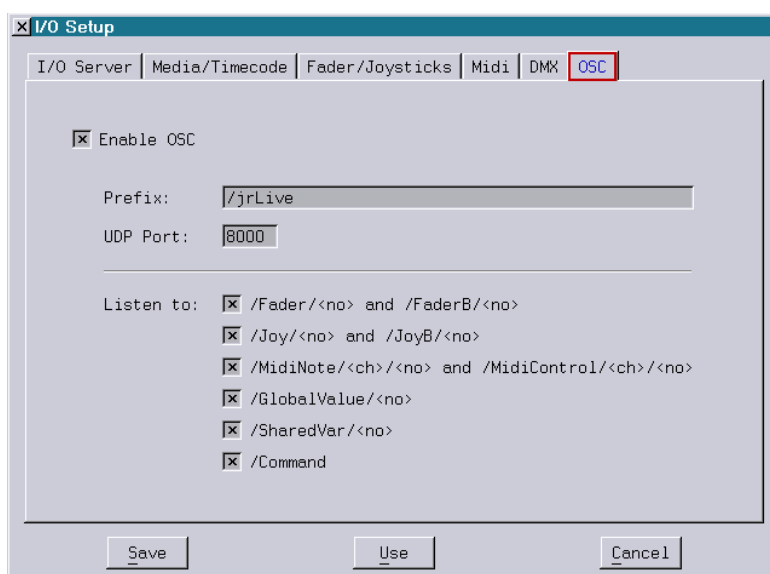 I/O Setup
I/O Server Media/Timecode Fader/Joysticks Midi DMX OSC
Enable OSC
Prefix: /jrLive
UDP Port: 8000
Listen to: /Fader/<no> and /FaderB/<no>
/Joy/<no> and /JoyB/<no>
/MidiNote/<ch>/<no> and /MidiControl/<ch>/<no>
/GlobalValue/<no>
/SharedVar/<no>
/Command
Save Use Cancel